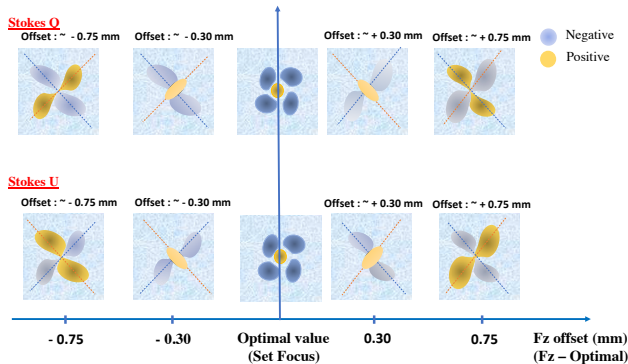 Stokes Q
Offset : ~ - 0.75 mm
Offset : ~ - 0.30 mm
Offset : ~ + 0.30 mm
Offset : ~ + 0.75 mm
Negative
Positive
Stokes U
Offset : ~ - 0.75 mm
Offset : ~ - 0.30 mm
Offset : ~ + 0.30 mm
Offset : ~ + 0.75 mm
- 0.75
- 0.30
Optimal value
(Set Focus)
0.30
0.75
Fz offset (mm)
(Fz – Optimal)